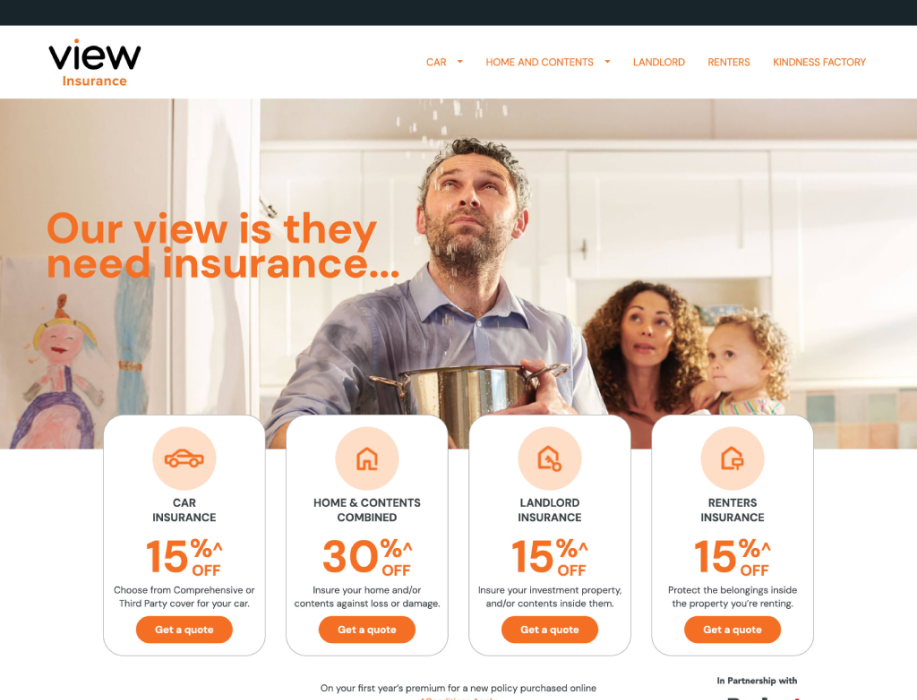 view
Insurance
CAR HOME AND CONTENTS LANDLORD RENTERS KINDNESS FACTORY
Our view is they
need insurance...
CAR
INSURANCE
15%^
OFF
Choose from Comprehensive or
Third Party cover for your car.
Get a quote
HOME & CONTENTS
COMBINED
30%^
OFF
Insure your home and/or
contents against loss or damage.
Get a quote
LANDLORD
INSURANCE
15%^
OFF
Insure your investment property,
and/or contents inside them.
Get a quote
RENTERS
INSURANCE
15%^
OFF
Protect the belongings inside
the property you're renting.
Get a quote
On your first year's premium for a new policy purchased online
In Partnership with